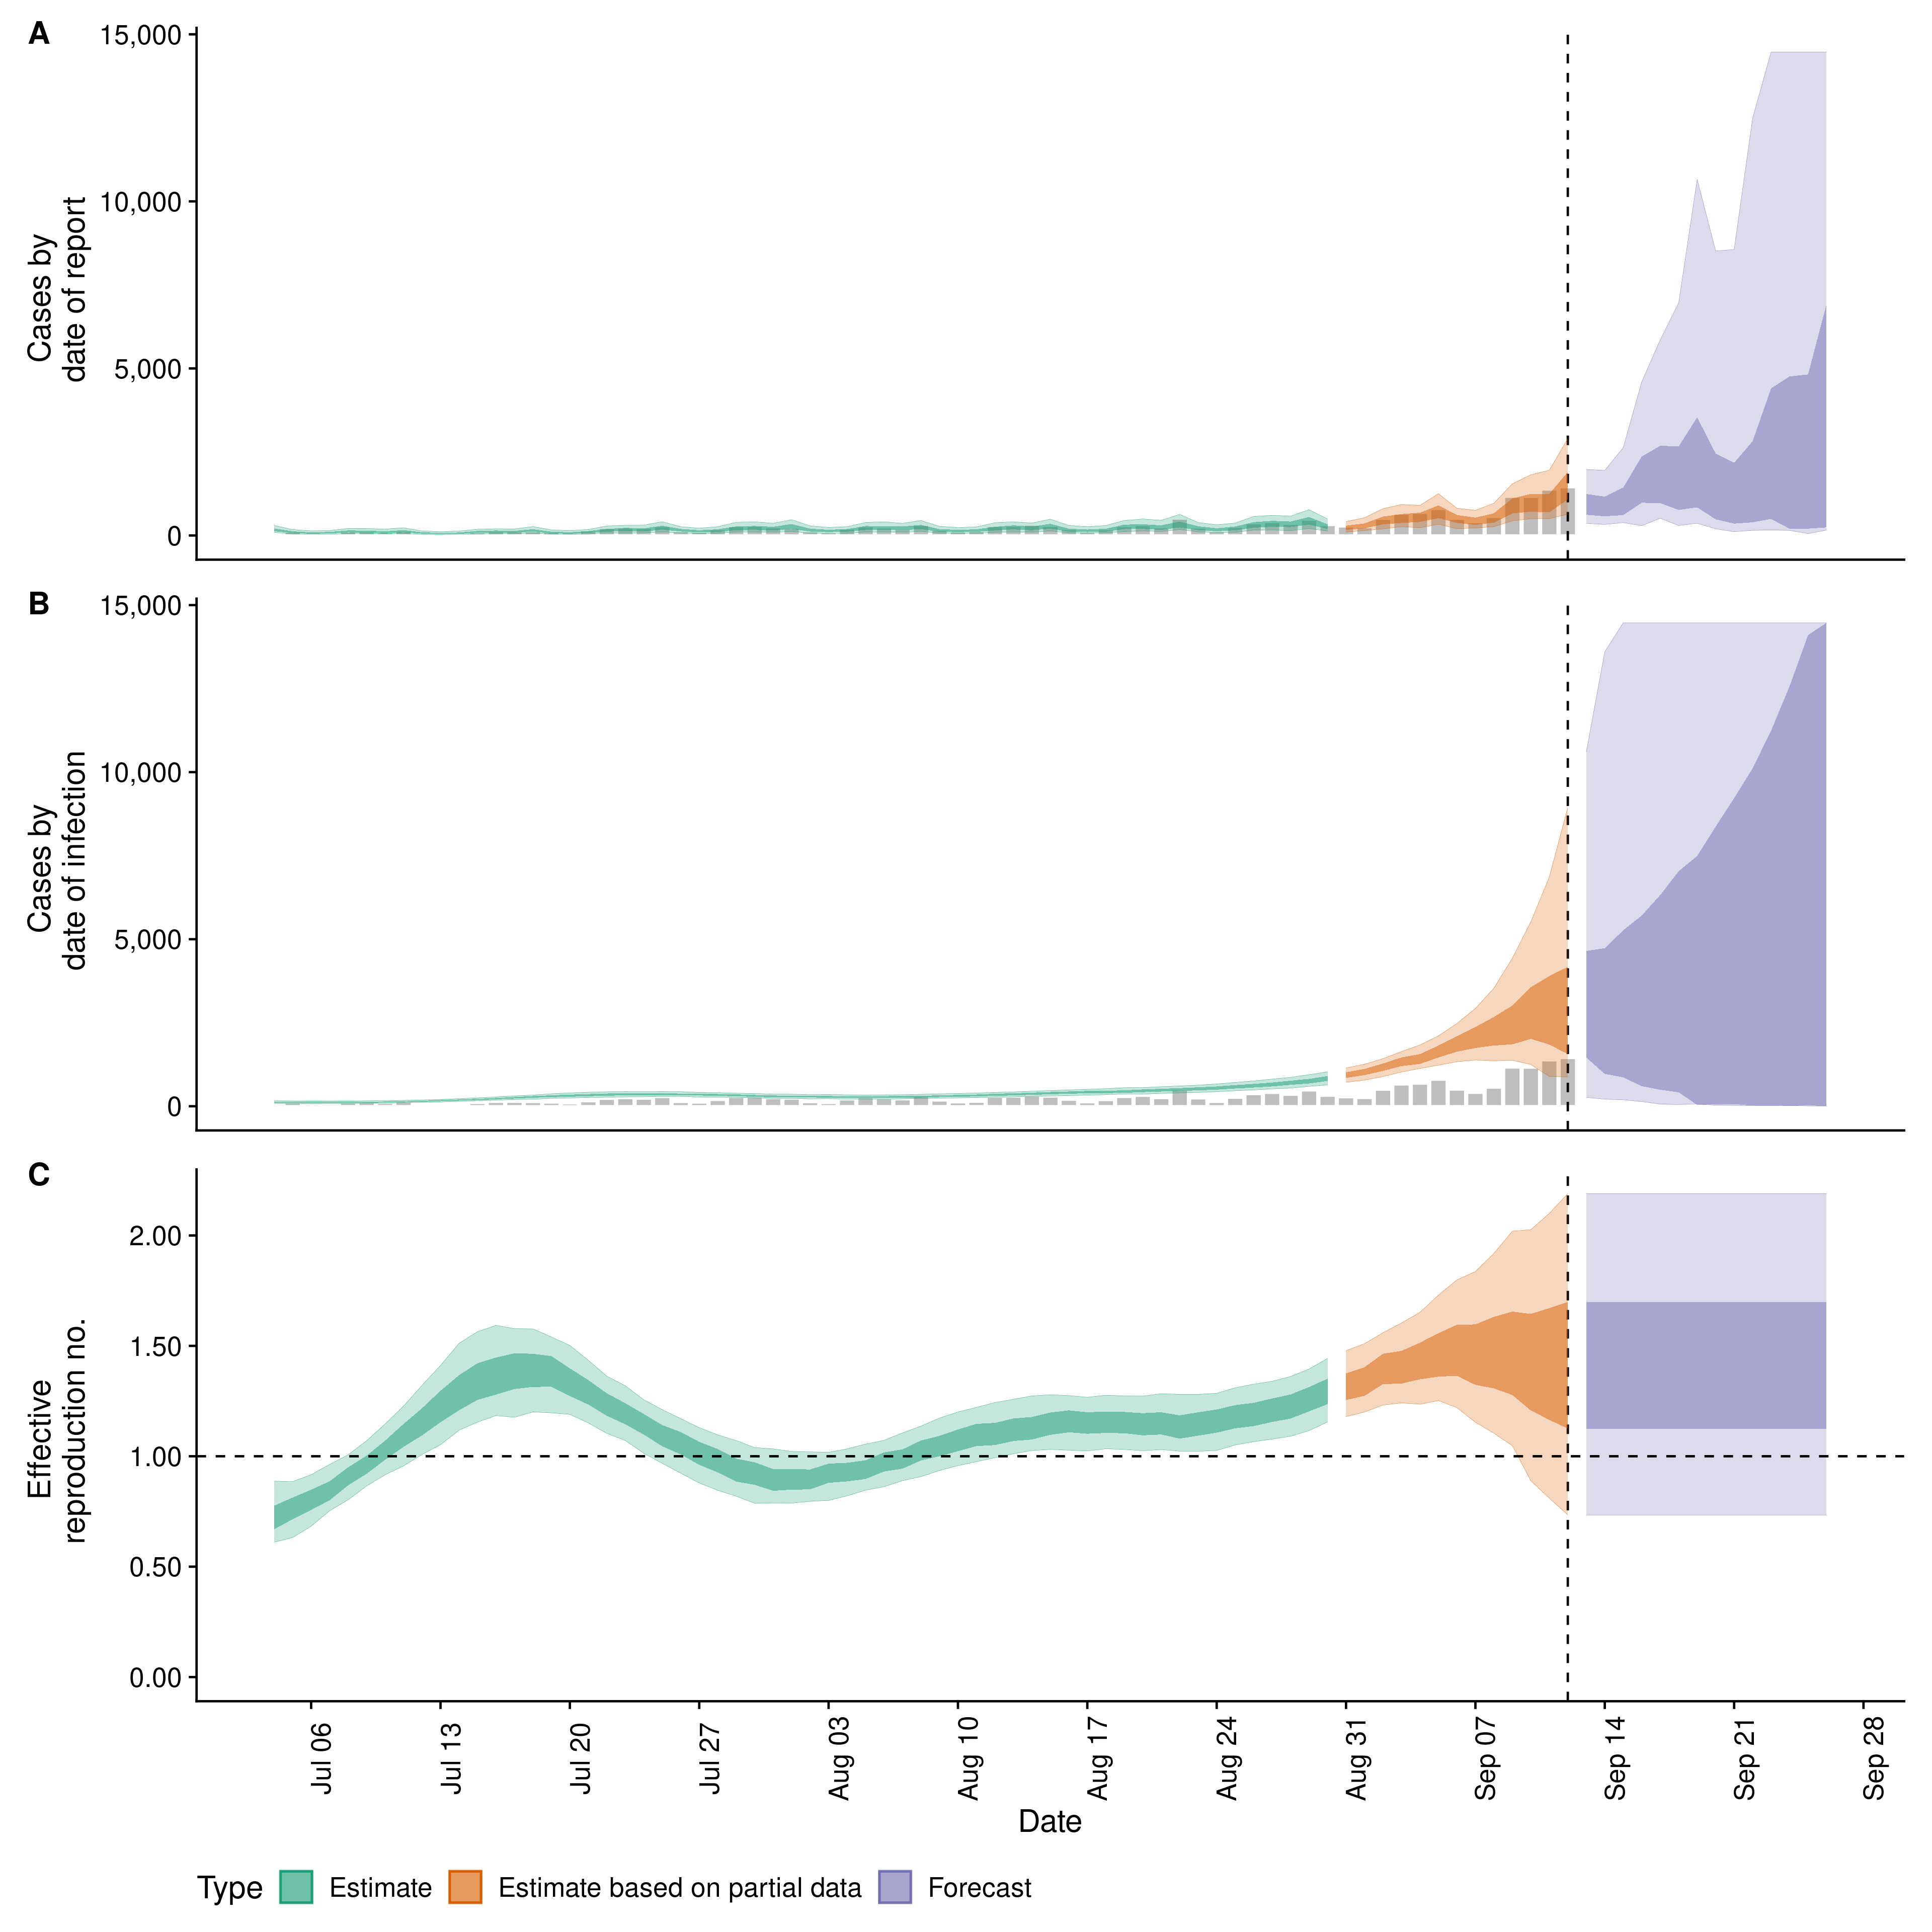 A
15,000
10,000
5,000
0
Cases by
date of report
B
15,000
10,000
5,000
0
Cases by
date of infection
C
2.00
1.50
1.00
0.50
0.00
Effective
reproduction no.
Jul 06
Jul 13
Jul 20
Jul 27
Aug 03
Aug 10
Aug 17
Aug 24
Aug 31
Sep 07
Sep 14
Sep 21
Sep 28
Date
Type Estimate Estimate based on partial data Forecast